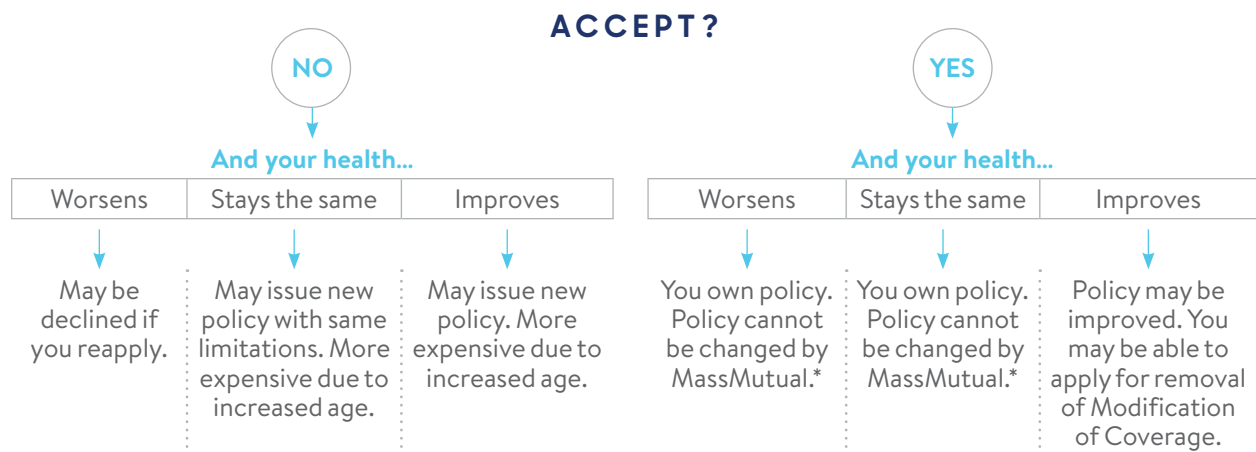 ACCEPT?
NO
And your health...
Worsens
Stays the same
Improves
May be
declined if
you reapply.
May issue new
policy with same
limitations. More
expensive due to
increased age.
May issue new
policy. More
expensive due to
increased age.
YES
And your health...
Worsens
Stays the same
Improves
You own policy.
Policy cannot
be changed by
MassMutual.*
You own policy.
Policy cannot
be changed by
MassMutual.*
Policy may be
improved. You
may be able to
apply for removal
of Modification
of Coverage.